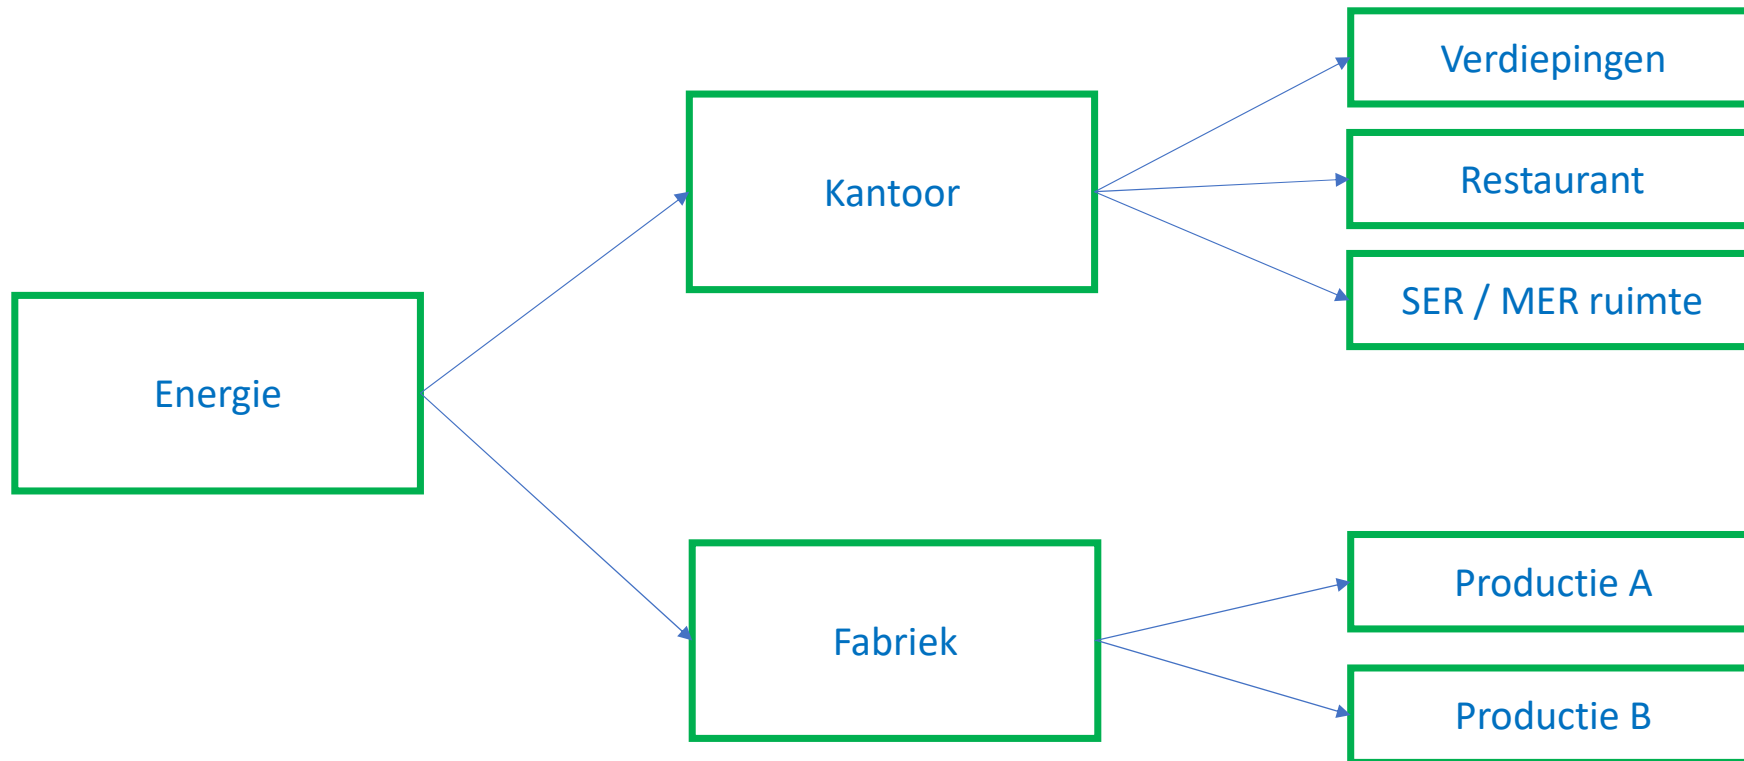 Energie
Kantoor
Fabriek
Verdiepingen
Restaurant
SER / MER ruimte
Productie A
Productie B